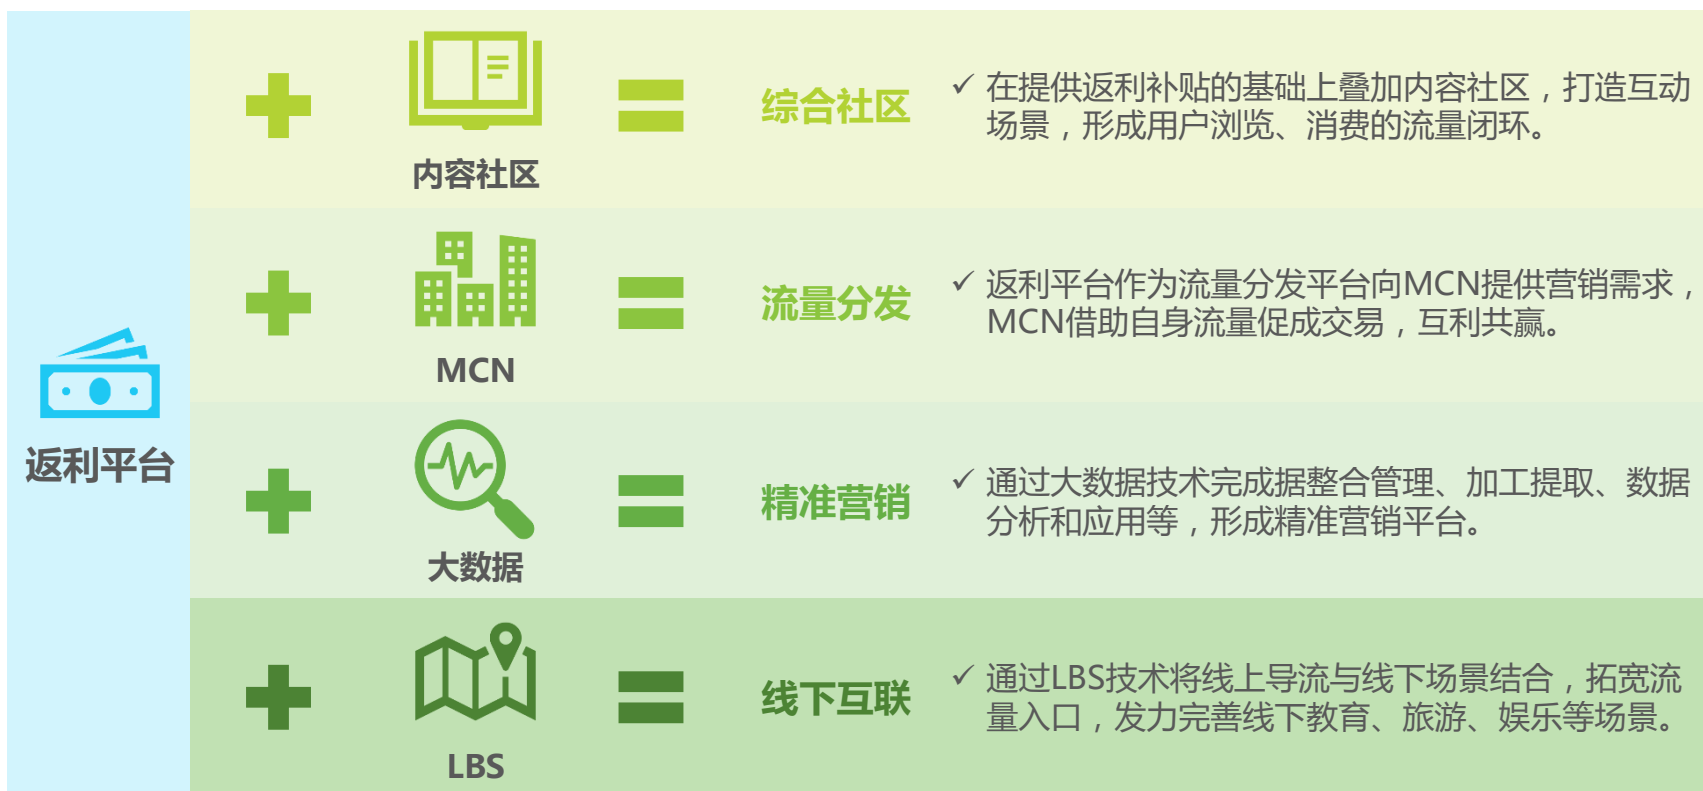 返利平台
内容社区
综合社区
✓ 在提供返利补贴的基础上叠加内容社区，打造互动
场景，形成用户浏览、消费的流量闭环。
MCN
流量分发
✓ 返利平台作为流量分发平台向MCN提供营销需求，
MCN借助自身流量促成交易，互利共赢。
大数据
精准营销
✓ 通过大数据技术完成据整合管理、加工提取、数据
分析和应用等，形成精准营销平台。
LBS
线下互联
✓ 通过LBS技术将线上导流与线下场景结合，拓宽流
量入口，发力完善线下教育、旅游、娱乐等场景。